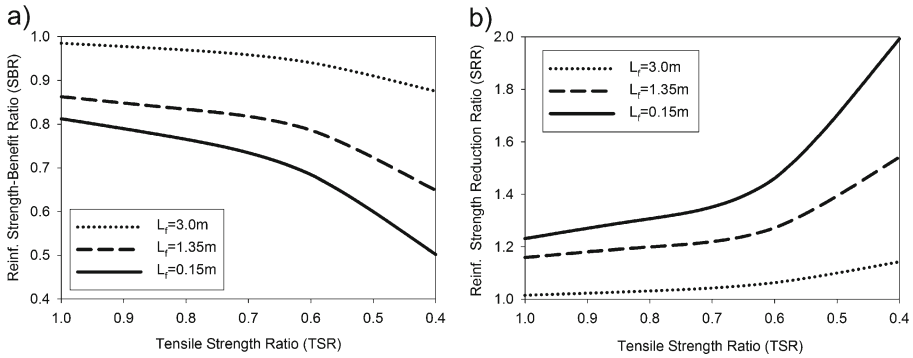 a)
Reinf. Strength-Benefit Ratio (SBR)
1.0
0.9
0.8
0.7
0.6
0.5
0.4
L_f=3.0m
L_f=1.35m
L_f=0.15m
1.0 0.9 0.8 0.7 0.6 0.5 0.4
Tensile Strength Ratio (TSR)
b)
Reinf. Strength Reduction Ratio (SRR)
2.0
1.8
1.6
1.4
1.2
1.0
L_f=3.0m
L_f=1.35m
L_f=0.15m
1.0 0.9 0.8 0.7 0.6 0.5 0.4
Tensile Strength Ratio (TSR)